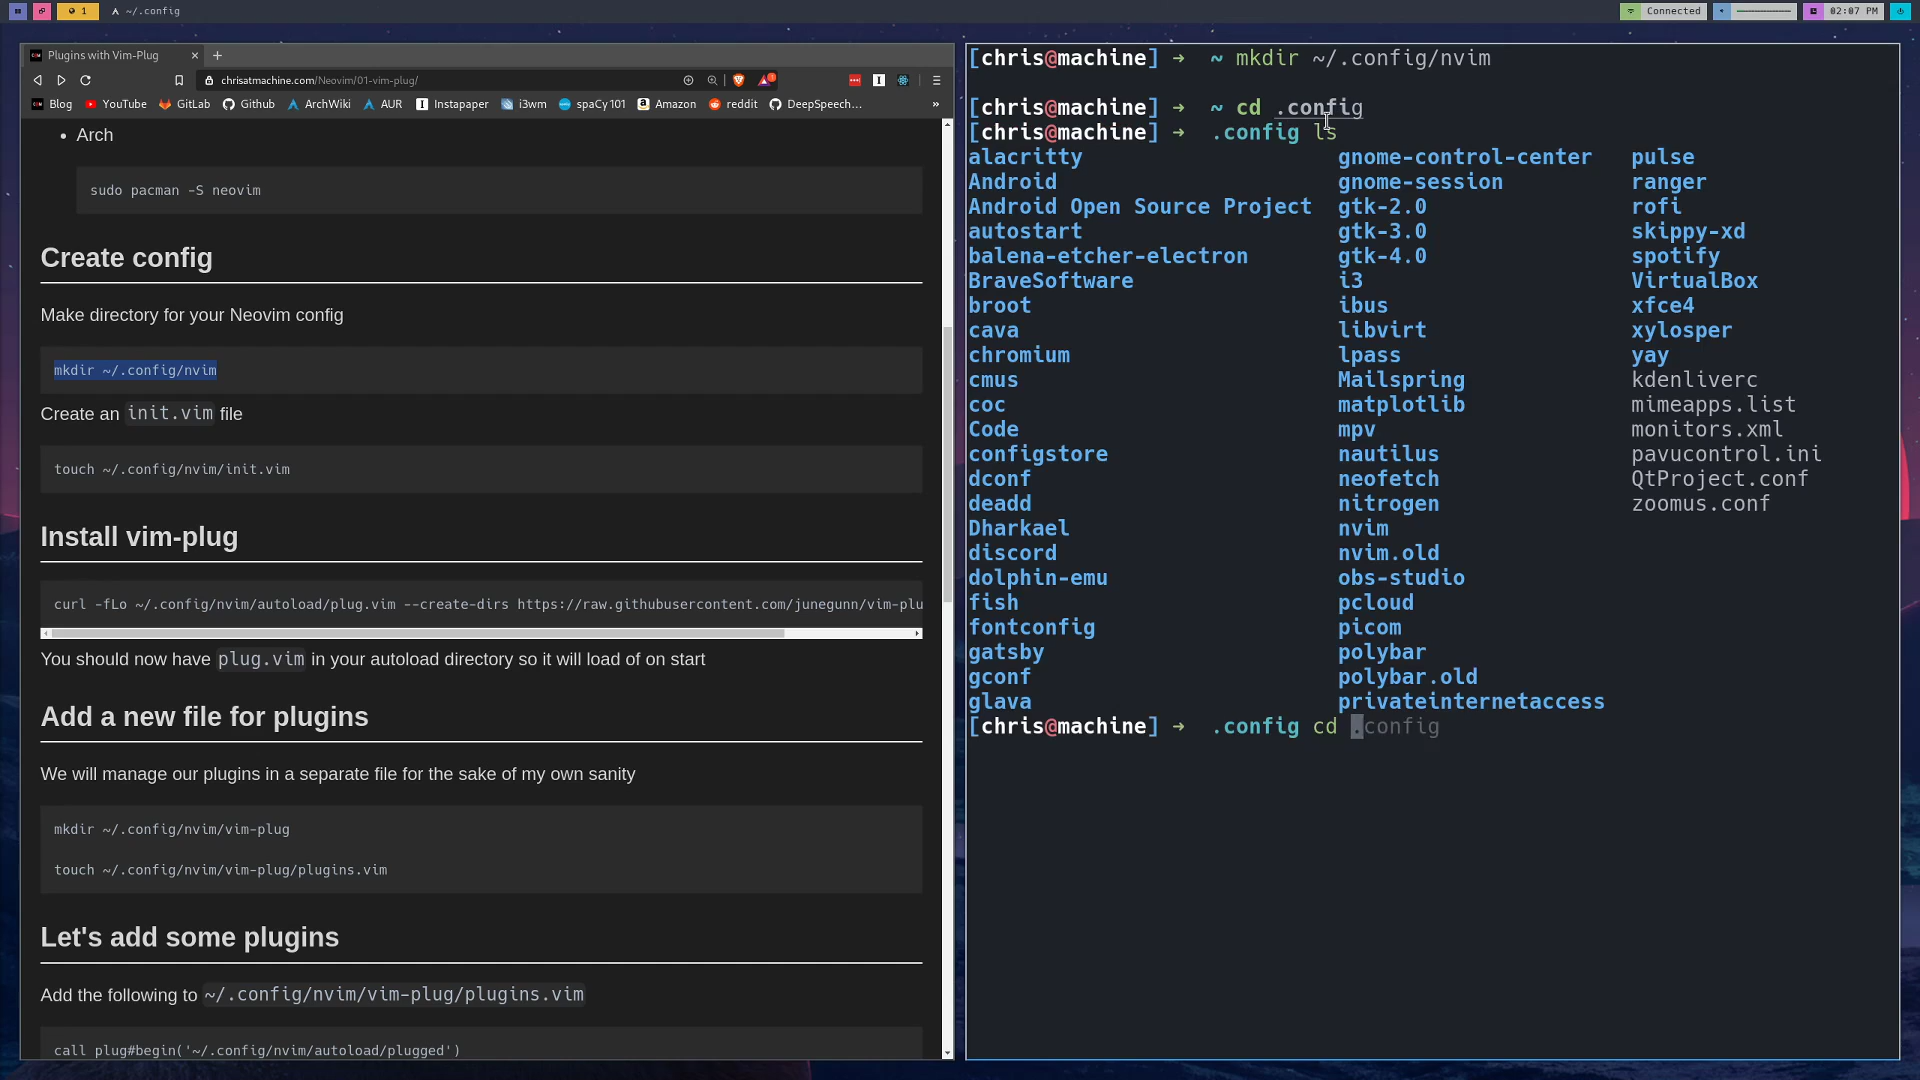 1
~/.config
Connected
02:07 PM
Plugins with Vim-Plug
chrisatmachine.com/Neovim/01-vim-plug/
1
Blog YouTube GitLab Github ArchWiki AUR Instapaper i3wm spaCy101 Amazon reddit DeepSpeech...
Arch
sudo pacman -S neovim
Create config
Make directory for your Neovim config
mkdir ~/.config/nvim
Create an init.vim file
touch ~/.config/nvim/init.vim
Install vim-plug
curl -fLo ~/.config/nvim/autoload/plug.vim --create-dirs https://raw.githubusercontent.com/junegunn/vim-plu
You should now have plug.vim in your autoload directory so it will load of on start
Add a new file for plugins
We will manage our plugins in a separate file for the sake of my own sanity
mkdir ~/.config/nvim/vim-plug
touch ~/.config/nvim/vim-plug/plugins.vim
Let's add some plugins
Add the following to ~/.config/nvim/vim-plug/plugins.vim
call plug#begin('~/.config/nvim/autoload/plugged')
[chris@machine] → ~ mkdir ~/.config/nvim
[chris@machine] → ~ cd .config
[chris@machine] → .config ls
alacritty gnome-control-center pulse
Android gnome-session ranger
Android Open Source Project gtk-2.0 rofi
autostart gtk-3.0 skippy-xd
balena-etcher-electron gtk-4.0 spotify
BraveSoftware i3 VirtualBox
broot ibus xfce4
cava libvirt xylosper
chromium lpass yay
cmus Mailspring kdenliverc
coc matplotlib mimeapps.list
Code mpv monitors.xml
configstore nautilus pavucontrol.ini
dconf neofetch QtProject.conf
deadd nitrogen zoomus.conf
Dharkael nvim
discord nvim.old
dolphin-emu obs-studio
fish pcloud
fontconfig picom
gatsby polybar
gconf polybar.old
glava privateinternetaccess
[chris@machine] → .config cd .config